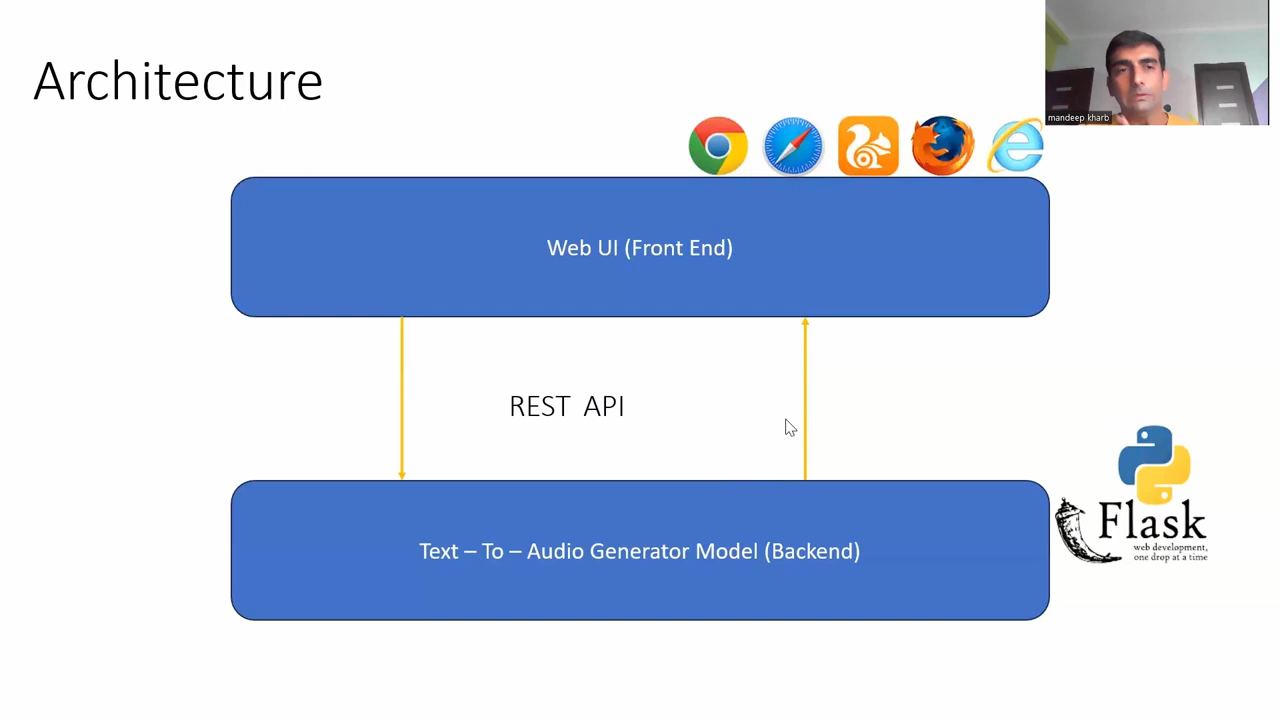 Architecture
mandeep kharb
Web UI (Front End)
REST API
Text – To – Audio Generator Model (Backend)
Flask
web development,
one drop at a time